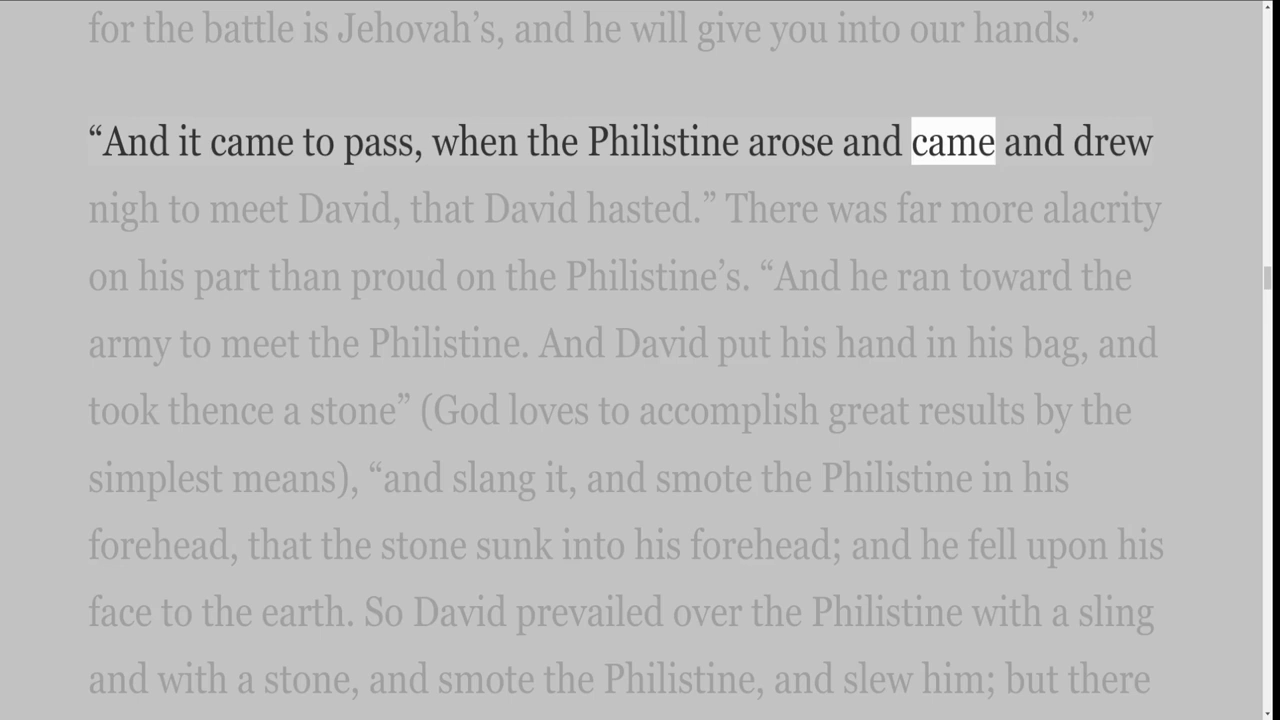 for the battle is Jehovah’s, and he will give you into our hands.”
“And it came to pass, when the Philistine arose and came and drew
nigh to meet David, that David hasted.” There was far more alacrity
on his part than proud on the Philistine’s. “And he ran toward the
army to meet the Philistine. And David put his hand in his bag, and
took thence a stone” (God loves to accomplish great results by the
simplest means), “and slang it, and smote the Philistine in his
forehead, that the stone sunk into his forehead; and he fell upon his
face to the earth. So David prevailed over the Philistine with a sling
and with a stone, and smote the Philistine, and slew him; but there